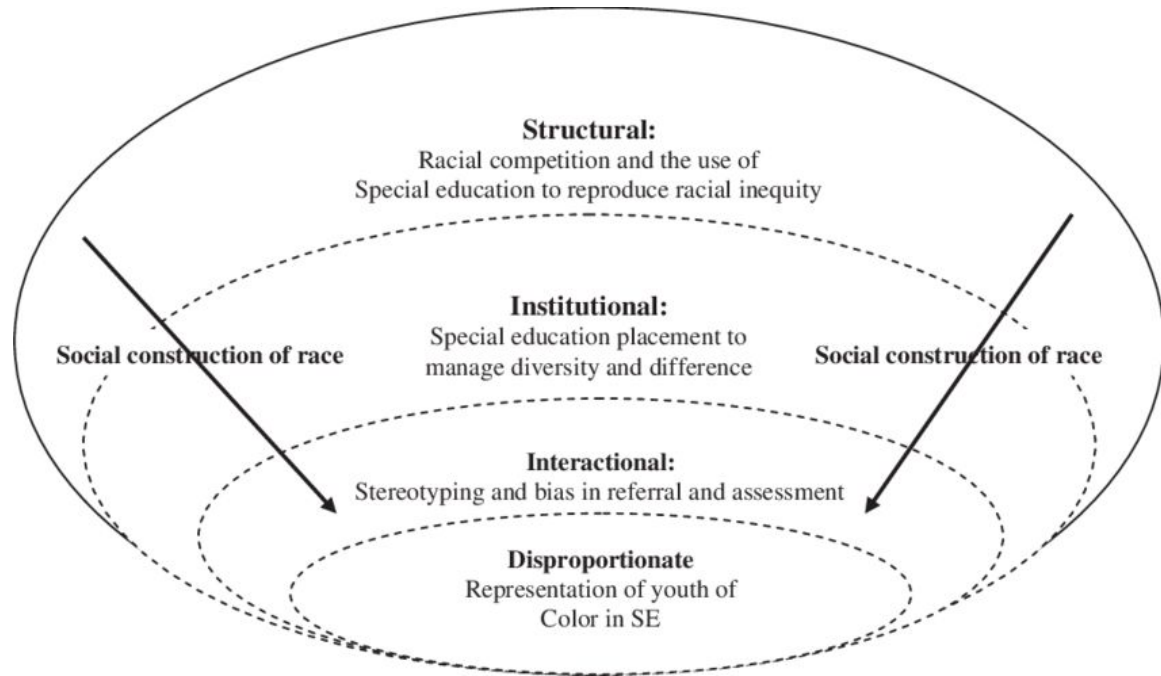 Structural:
Racial competition and the use of
Special education to reproduce racial inequity
Institutional:
Special education placement to
manage diversity and difference
Social construction of race
Social construction of race
Interactional:
Stereotyping and bias in referral and assessment
Disproportionate
Representation of youth of
Color in SE